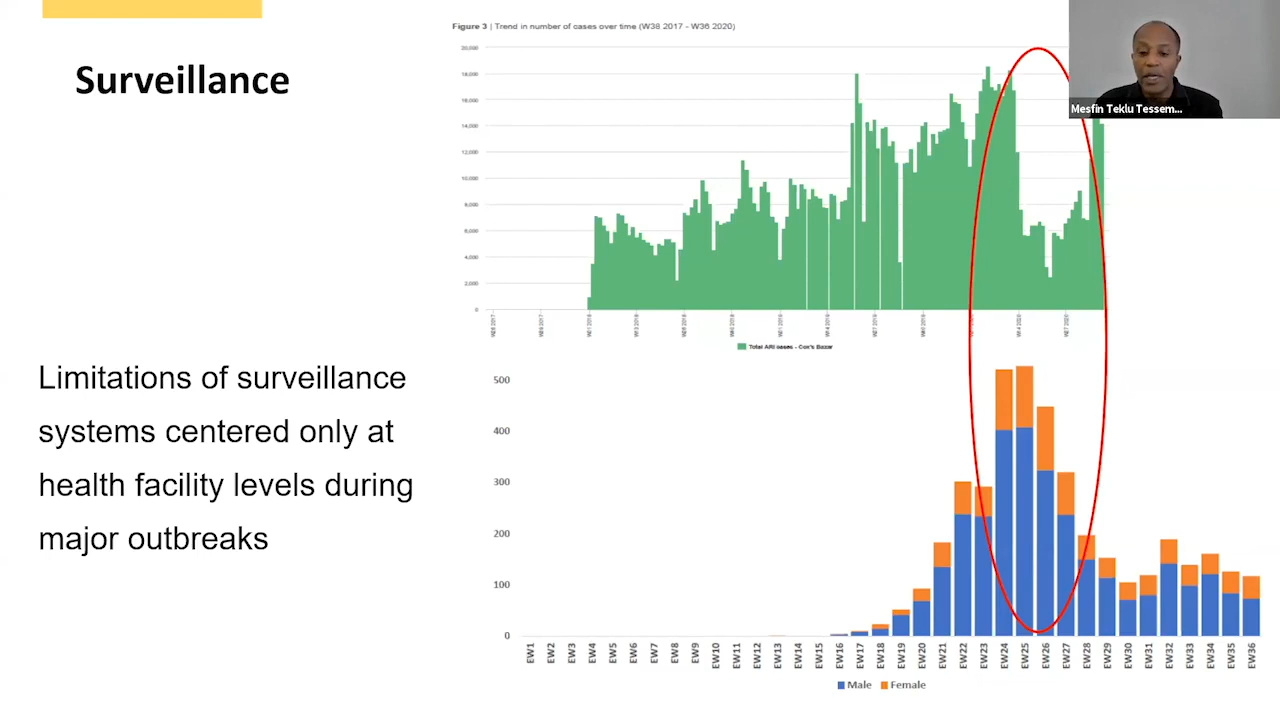 Surveillance
Limitations of surveillance
systems centered only at
health facility levels during
major outbreaks
Figure 3 | Trend in number of cases over time (W38 2017 - W36 2020)
20,000
18,000
16,000
14,000
12,000
10,000
8,000
6,000
4,000
2,000
0
Total ARI cases - Cox's Bazar
Mesfin Teklu Tessem...
500
400
300
200
100
0
EW1
EW2
EW3
EW4
EW5
EW6
EW7
EW8
EW9
EW10
EW11
EW12
EW13
EW14
EW15
EW16
EW17
EW18
EW19
EW20
EW21
EW22
EW23
EW24
EW25
EW26
EW27
EW28
EW29
EW30
EW31
EW32
EW33
EW34
EW35
EW36
Male Female